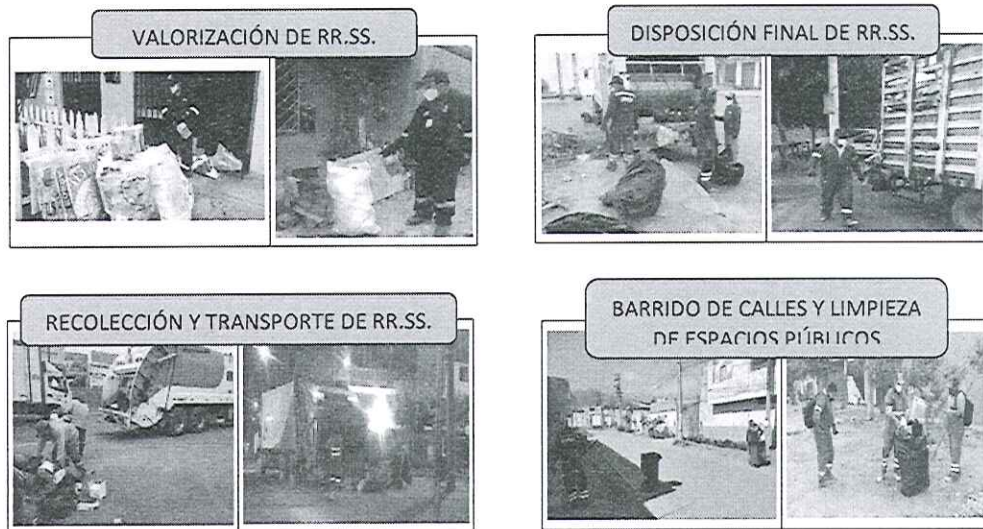 VALORIZACIÓN DE RR.SS.
DISPOSICIÓN FINAL DE RR.SS.
RECOLECCIÓN Y TRANSPORTE DE RR.SS.
BARRIDO DE CALLES Y LIMPIEZA
DE ESPACIOS PÚBLICOS